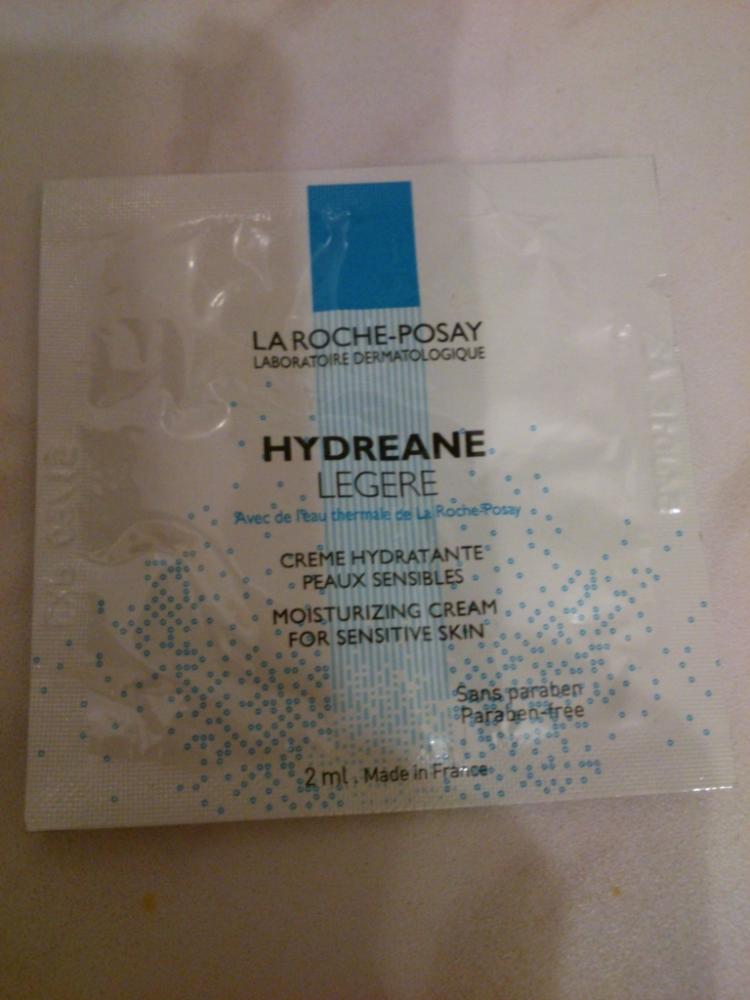 LA ROCHE-POSAY
LABORATOIRE DERMATOLOGIQUE
HYDREANE
LEGERE
Avec de l'eau thermale de La Roche-Posay
CREME HYDRATANTE
PEAUX SENSIBLES
MOISTURIZING CREAM
FOR SENSITIVE SKIN
Sans paraben
Paraben-free
2 ml . Made in France